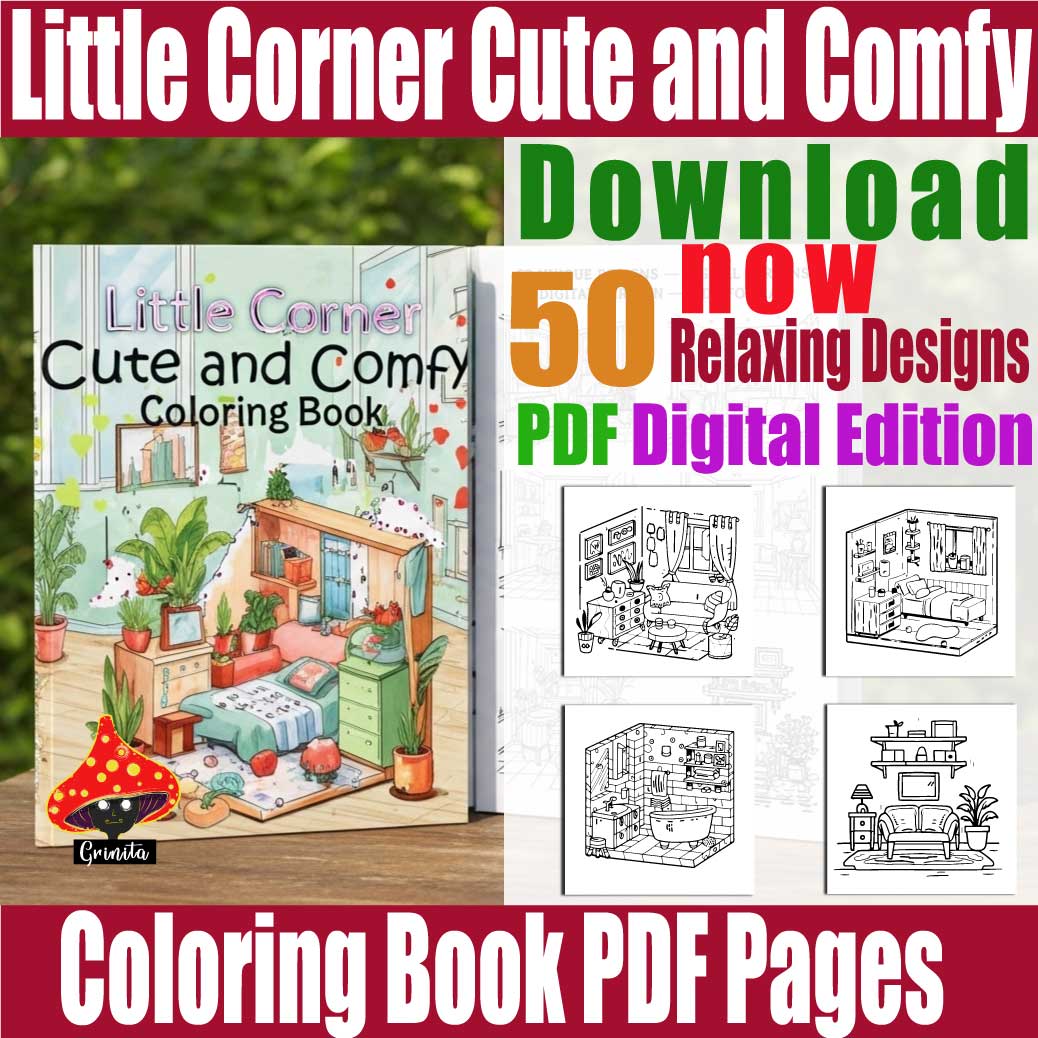 Little Corner Cute and Comfy
Little Corner
Cute and Comfy
Coloring Book
Grinita
Download
now
50 Relaxing Designs
PDF Digital Edition
Coloring Book PDF Pages